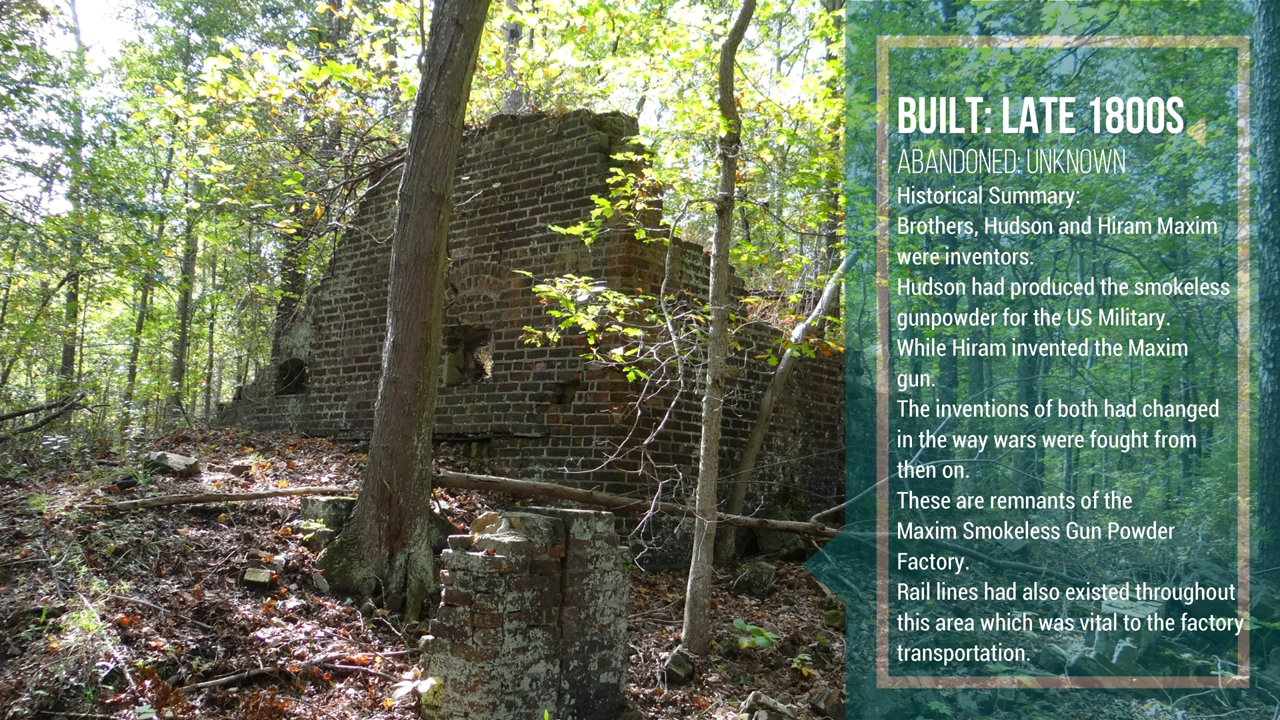 BUILT: LATE 1800S
ABANDONED: UNKNOWN
Historical Summary:
Brothers, Hudson and Hiram Maxim
were inventors.
Hudson had produced the smokeless
gunpowder for the US Military.
While Hiram invented the Maxim
gun.
The inventions of both had changed
in the way wars were fought from
then on.
These are remnants of the
Maxim Smokeless Gun Powder
Factory.
Rail lines had also existed throughout
this area which was vital to the factory
transportation.